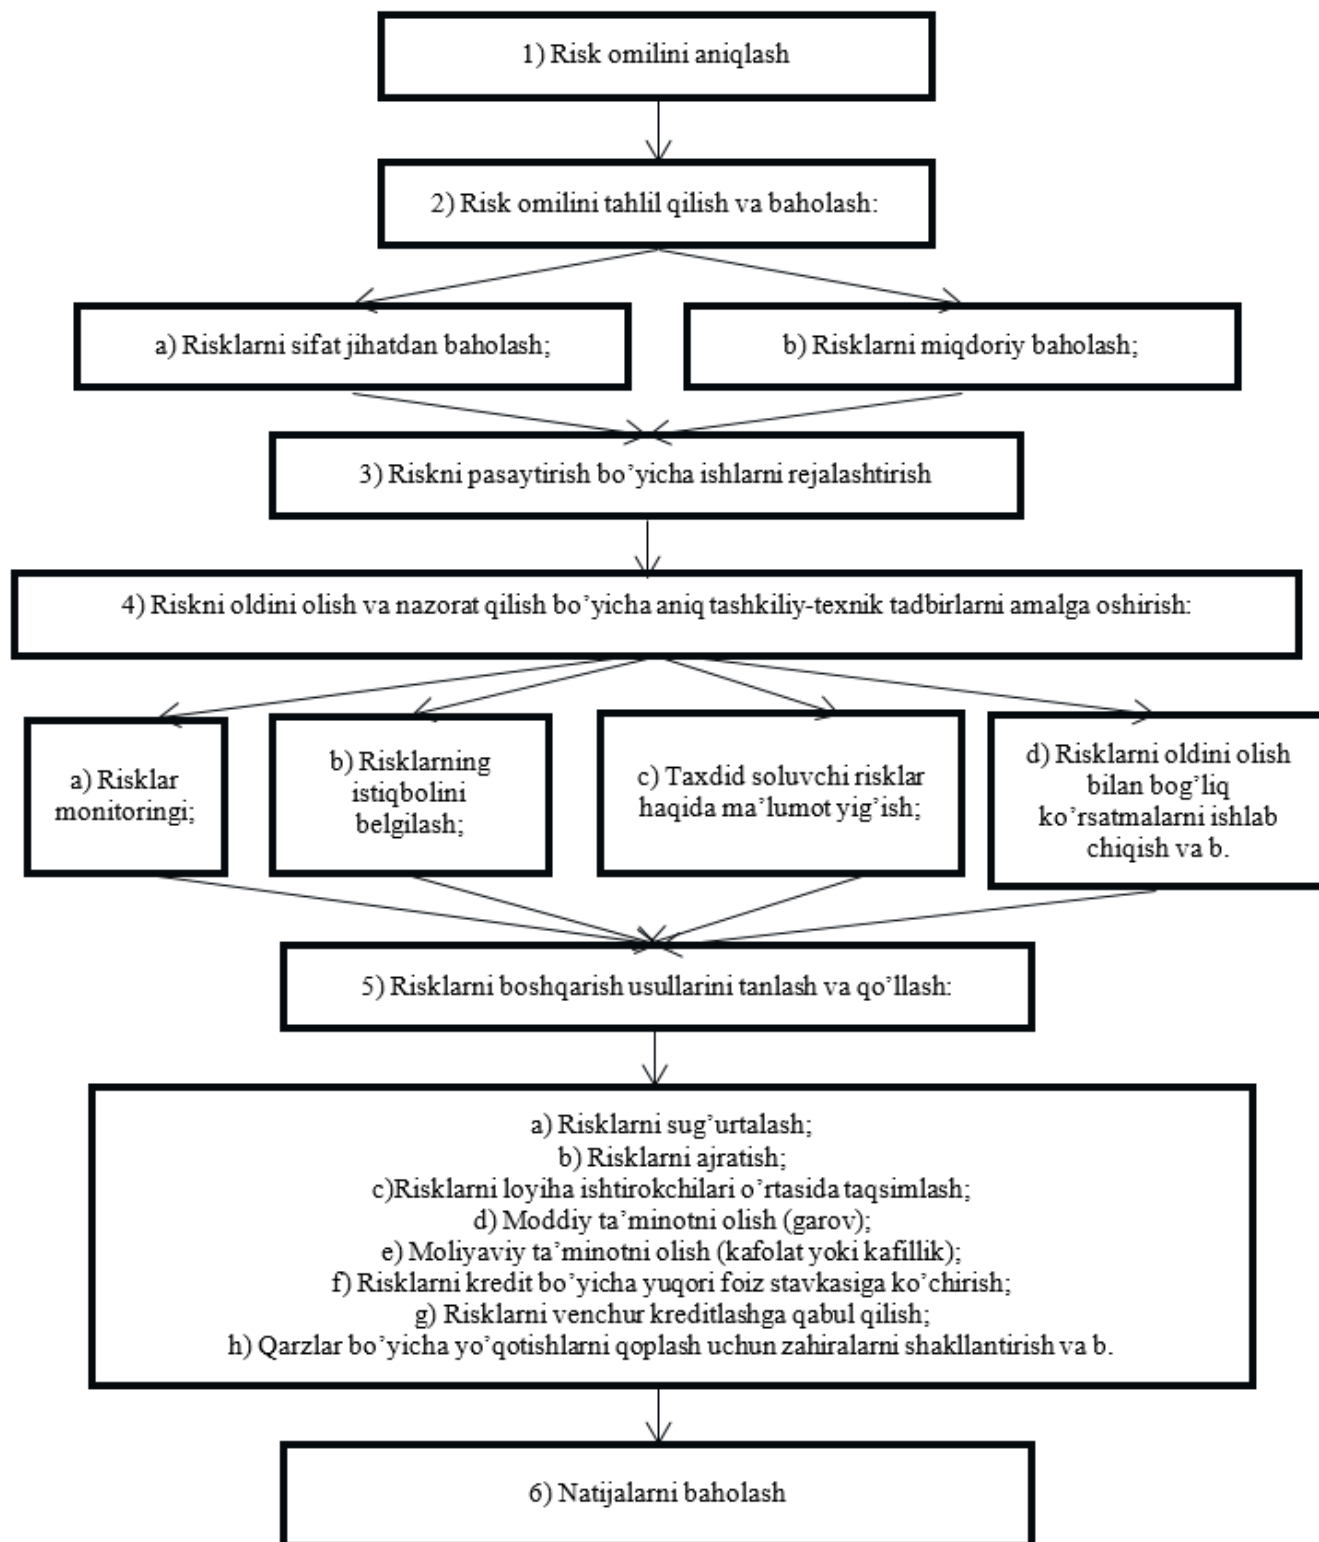 1) Risk omilini aniqlash
2) Risk omilini tahlil qilish va baholash:
a) Risklarni sifat jihatdan baholash;
b) Risklarni miqdoriy baholash;
3) Riskni pasaytirish bo’yicha ishlarni rejalashtirish
4) Riskni oldini olish va nazorat qilish bo’yicha aniq tashkiliy-texnik tadbirlarni amalga oshirish:
a) Risklar
monitoringi;
b) Risklarning
istiqbolini
belgilash;
c) Taxdid soluvchi risklar
haqida ma’lumot yig’ish;
d) Risklarni oldini olish
bilan bog’liq
ko’rsatmalarni ishlab
chiqish va b.
5) Risklarni boshqarish usullarini tanlash va qo’llash:
a) Risklarni sug’urtalash;
b) Risklarni ajratish;
c)Risklarni loyiha ishtirokchilari o’rtasida taqsimlash;
d) Moddiy ta’minotni olish (garov);
e) Moliyaviy ta’minotni olish (kafolat yoki kafillik);
f) Risklarni kredit bo’yicha yuqori foiz stavkasiga ko’chirish;
g) Risklarni venchur kreditlashga qabul qilish;
h) Qarzlar bo’yicha yo’qotishlarni qoplash uchun zahiralarni shakllantirish va b.
6) Natijalarni baholash